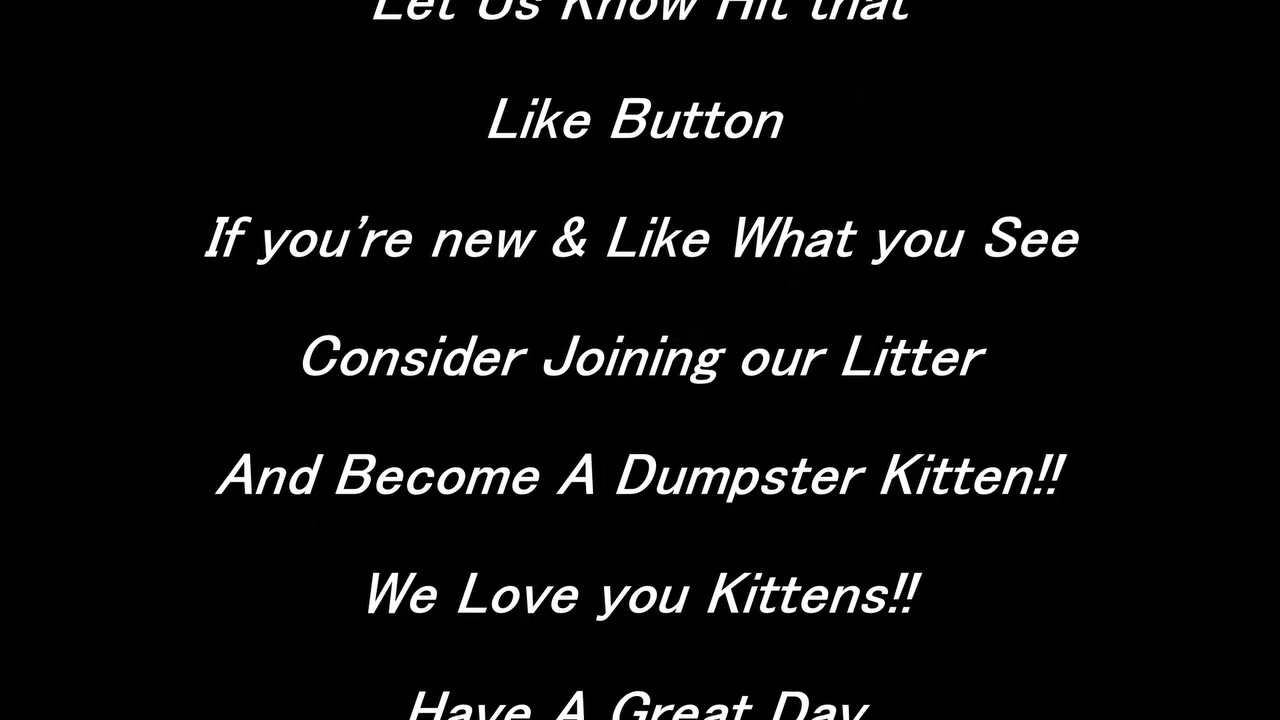 Let Us Know Hit that
Like Button
If you're new & Like What you See
Consider Joining our Litter
And Become A Dumpster Kitten!!
We Love you Kittens!!
Have A Great Day